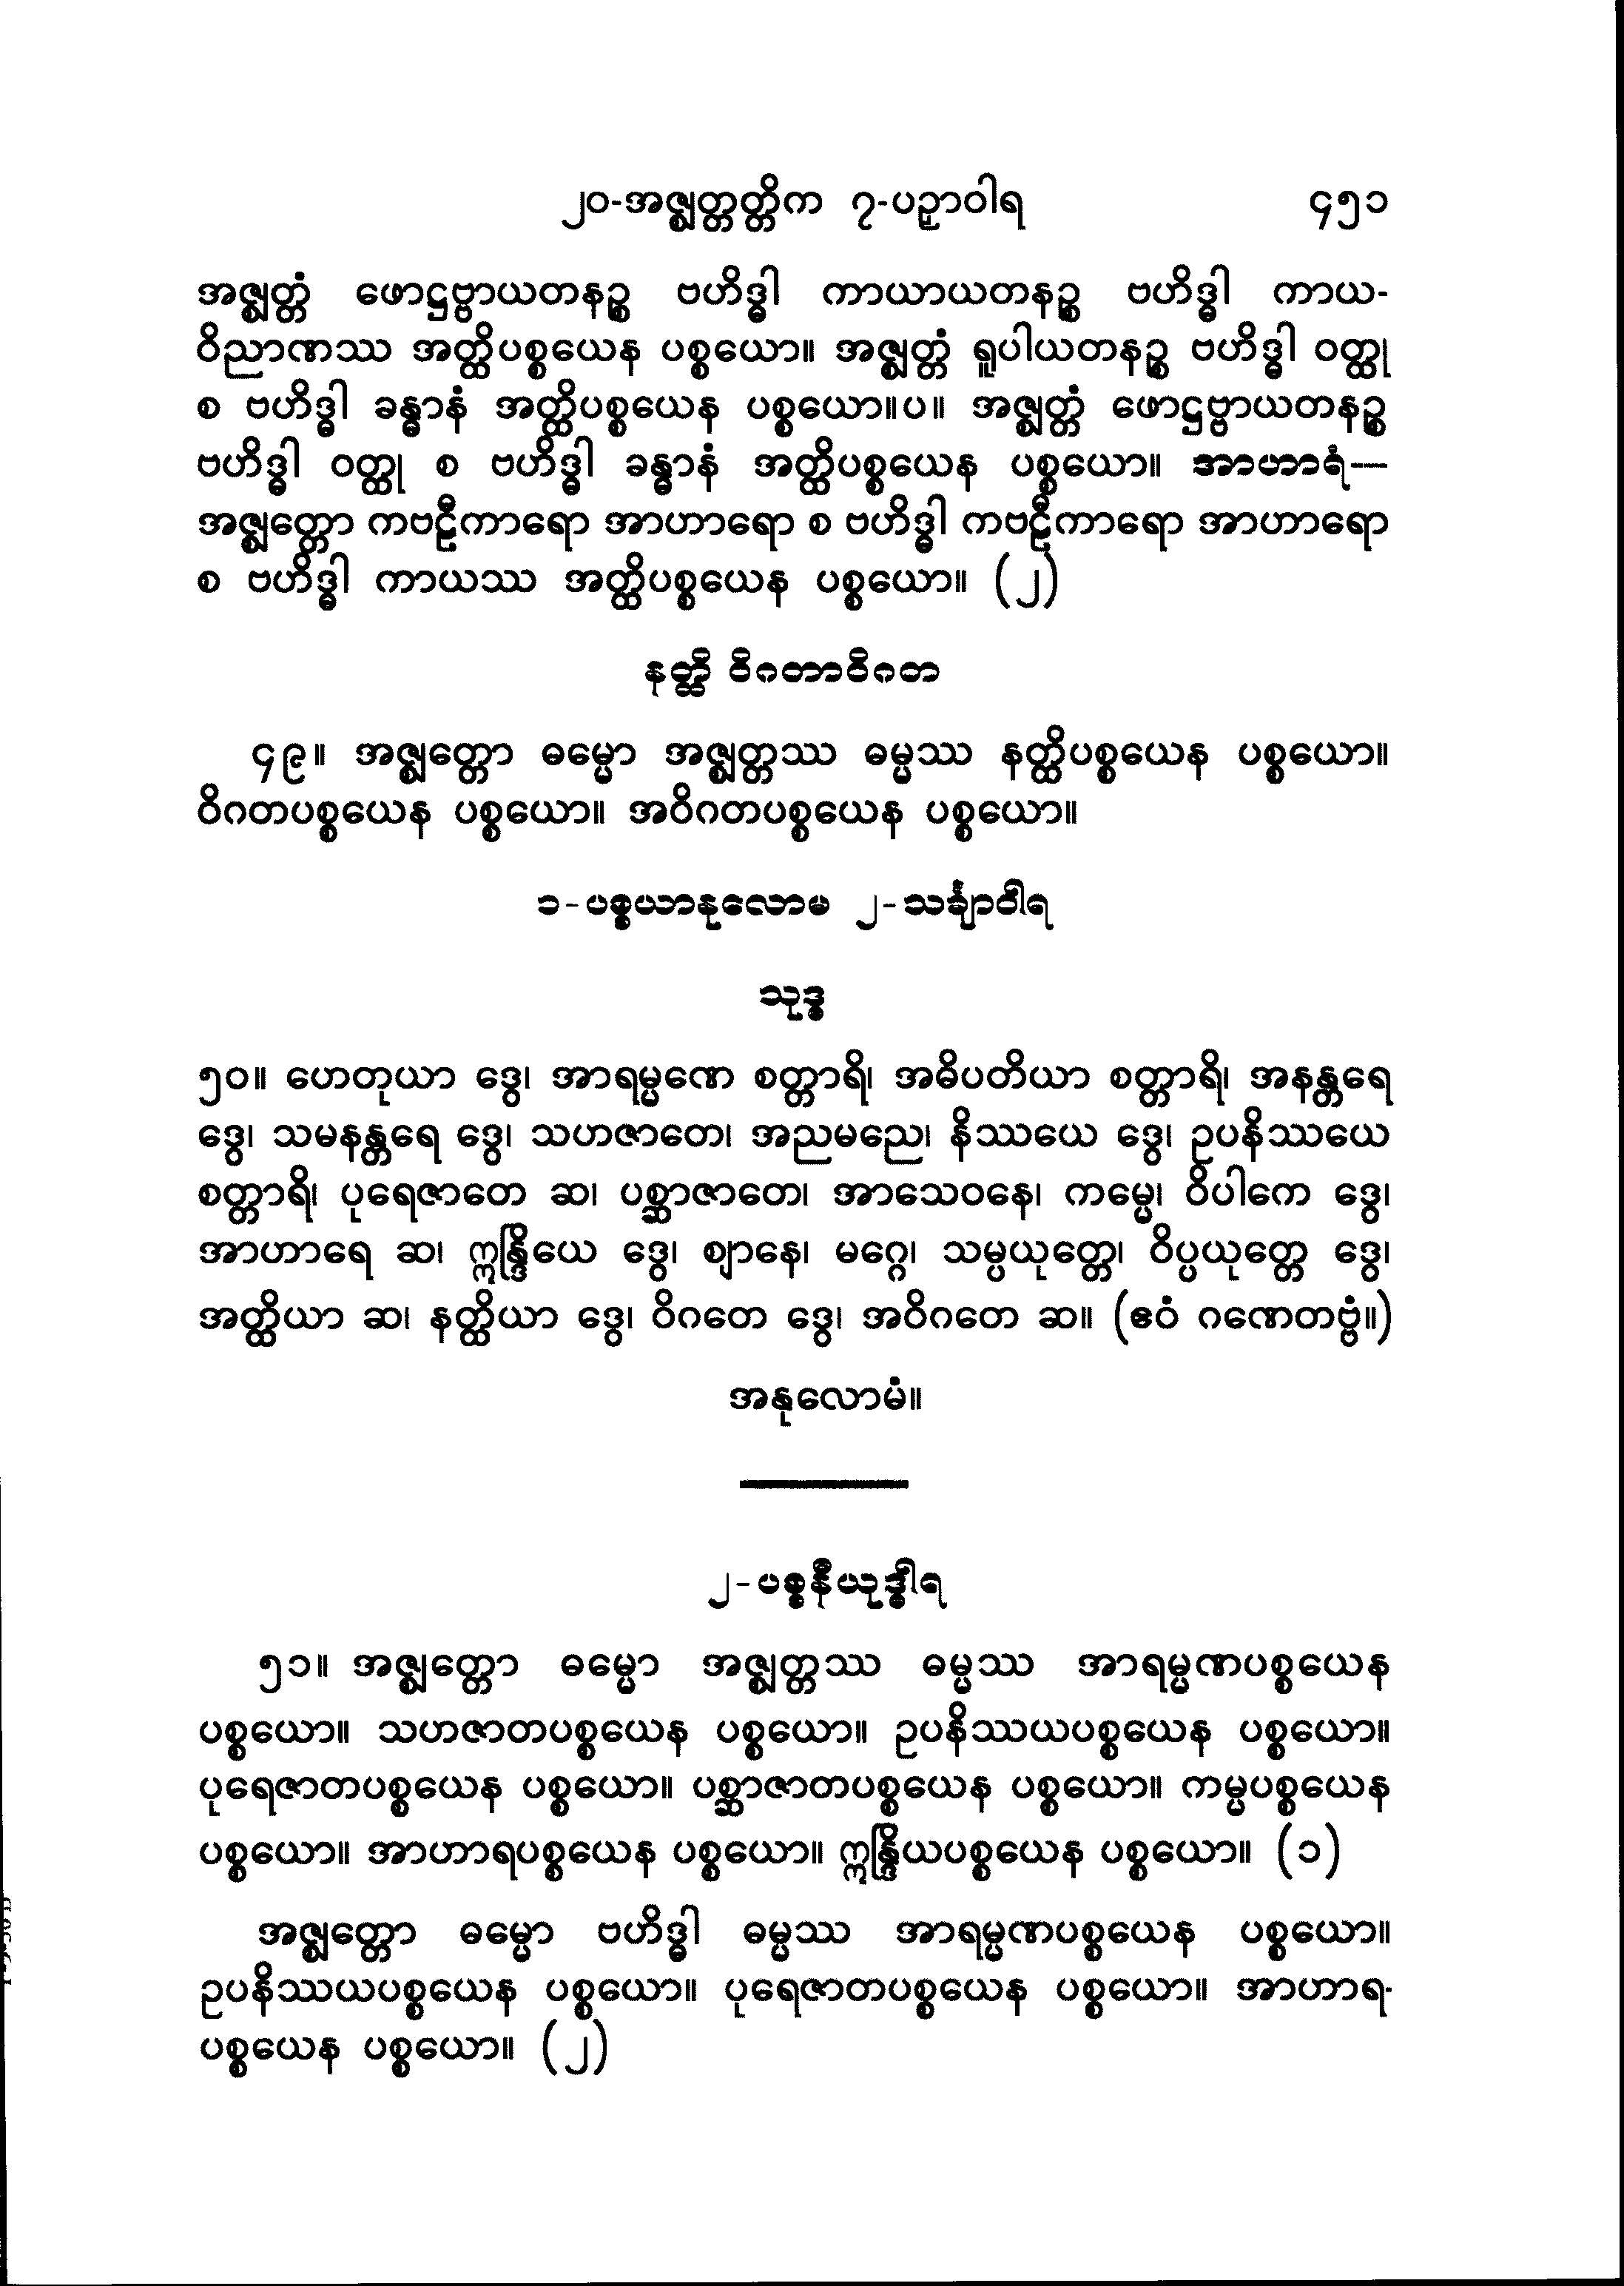 ၂၀-အဇ္ဈတ္တတ္တိက ၇-ပဉှာဝါရ ၄၅၁
အဇ္ဈတ္တံ ဖောဋ္ဌဗ္ဗာယတနဉ္စ ဗဟိဒ္ဓါ ကာယာယတနဉ္စ ဗဟိဒ္ဓါ ကာယ-
ဝိညာဏဿ အတ္ထိပစ္စယေန ပစ္စယော။ အဇ္ဈတ္တံ ရူပါယတနဉ္စ ဗဟိဒ္ဓါ ဝတ္ထု
စ ဗဟိဒ္ဓါ ခန္ဓာနံ အတ္ထိပစ္စယေန ပစ္စယော။ပ။ အဇ္ဈတ္တံ ဖောဋ္ဌဗ္ဗာယတနဉ္စ
ဗဟိဒ္ဓါ ဝတ္ထု စ ဗဟိဒ္ဓါ ခန္ဓာနံ အတ္ထိပစ္စယေန ပစ္စယော။ အာဟာရံ—
အဇ္ဈတ္တော ကဗဠီကာရော အာဟာရော စ ဗဟိဒ္ဓါ ကဗဠီကာရော အာဟာရော
စ ဗဟိဒ္ဓါ ကာယဿ အတ္ထိပစ္စယေန ပစ္စယော။ (၂)
နတ္ထိ ဝိဂတာဝိဂတ
၄၉။ အဇ္ဈတ္တော ဓမ္မော အဇ္ဈတ္တဿ ဓမ္မဿ နတ္ထိပစ္စယေန ပစ္စယော။
ဝိဂတပစ္စယေန ပစ္စယော။ အဝိဂတပစ္စယေန ပစ္စယော။
၁-ပစ္စယာနုလောမ ၂-သင်္ချာဝါရ
သုဒ္ဓ
၅၀။ ဟေတုယာ ဒွေ၊ အာရမ္မဏေ စတ္တာရိ၊ အဓိပတိယာ စတ္တာရိ၊ အနန္တရေ
ဒွေ၊ သမနန္တရေ ဒွေ၊ သဟဇာတေ၊ အညမညေ၊ နိဿယေ ဒွေ၊ ဥပနိဿယေ
စတ္တာရိ၊ ပုရေဇာတေ ဆ၊ ပစ္ဆာဇာတေ၊ အာသေဝနေ၊ ကမ္မေ၊ ဝိပါကေ ဒွေ၊
အာဟာရေ ဆ၊ ဣန္ဒြိယေ ဒွေ၊ ဈာနေ၊ မဂ္ဂေ၊ သမ္ပယုတ္တေ၊ ဝိပ္ပယုတ္တေ ဒွေ၊
အတ္ထိယာ ဆ၊ နတ္ထိယာ ဒွေ၊ ဝိဂတေ ဒွေ၊ အဝိဂတေ ဆ။ (ဧဝံ ဂဏေတဗ္ဗံ။)
အနုလောမံ။
၂-ပစ္စနီယုဒ္ဓါရ
၅၁။ အဇ္ဈတ္တော ဓမ္မော အဇ္ဈတ္တဿ ဓမ္မဿ အာရမ္မဏပစ္စယေန
ပစ္စယော။ သဟဇာတပစ္စယေန ပစ္စယော။ ဥပနိဿယပစ္စယေန ပစ္စယော။
ပုရေဇာတပစ္စယေန ပစ္စယော။ ပစ္ဆာဇာတပစ္စယေန ပစ္စယော။ ကမ္မပစ္စယေန
ပစ္စယော။ အာဟာရပစ္စယေန ပစ္စယော။ ဣန္ဒြိယပစ္စယေန ပစ္စယော။ (၁)
အဇ္ဈတ္တော ဓမ္မော ဗဟိဒ္ဓါ ဓမ္မဿ အာရမ္မဏပစ္စယေန ပစ္စယော။
ဥပနိဿယပစ္စယေန ပစ္စယော။ ပုရေဇာတပစ္စယေန ပစ္စယော။ အာဟာရ-
ပစ္စယေန ပစ္စယော။ (၂)